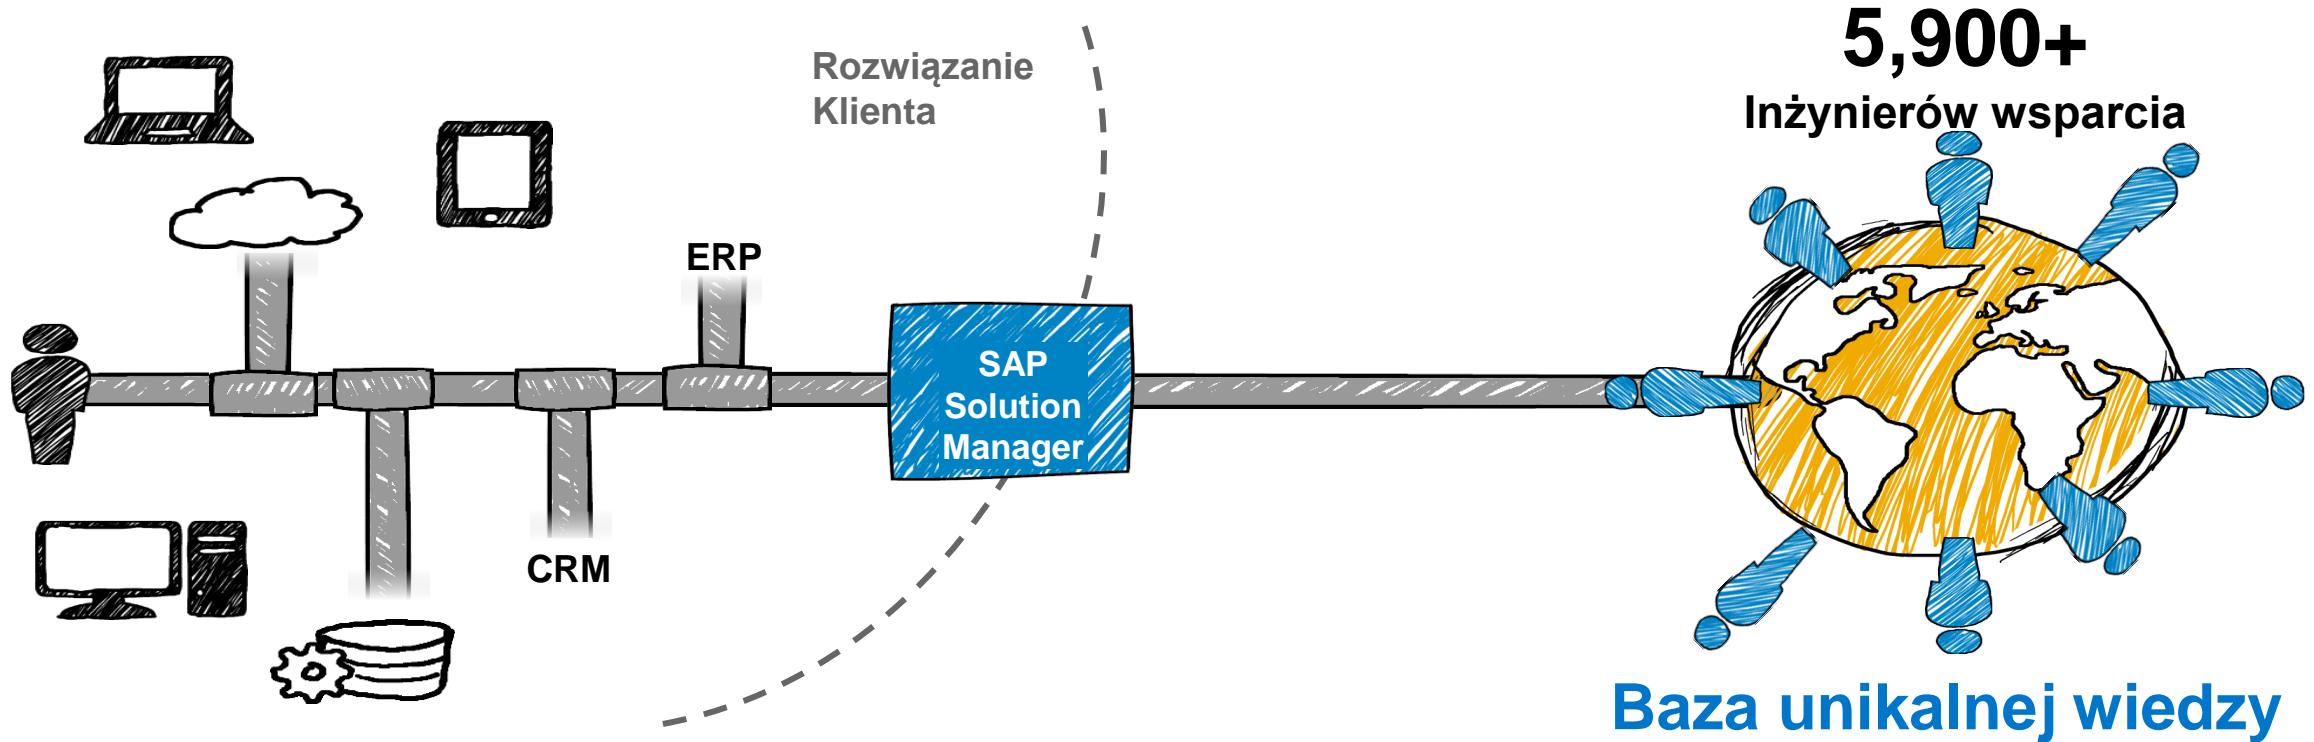 Rozwiązanie
Klienta
5,900+
Inżynierów wsparcia
ERP
SAP
Solution
Manager
CRM
Baza unikalnej wiedzy